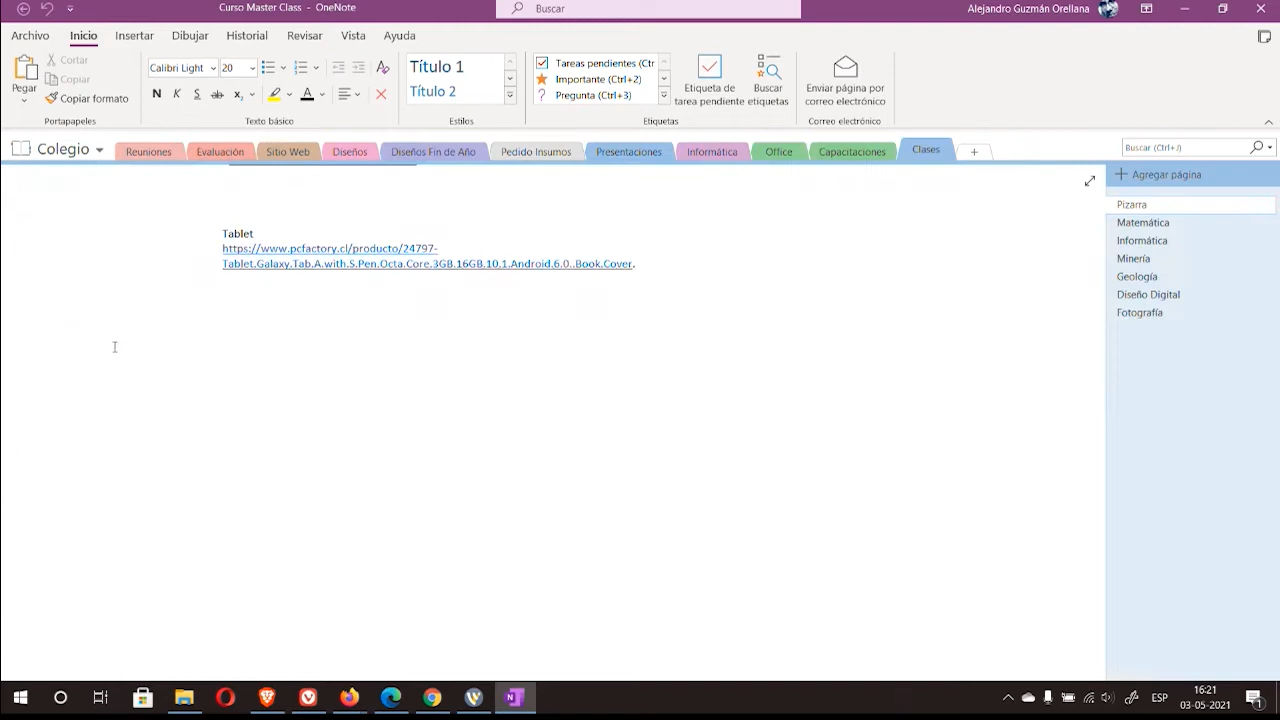 Curso Master Class - OneNote
Buscar
Alejandro Guzmán Orellana
Archivo Inicio Insertar Dibujar Historial Revisar Vista Ayuda
Pegar
Cortar
Copiar
Copiar formato
Portapapeles
Calibri Light 20
N K S ab x
A
Texto básico
Título 1
Título 2
Estilos
Tareas pendientes (Ctr
Importante (Ctrl+2)
Pregunta (Ctrl+3)
Etiqueta de
tarea pendiente
Buscar
etiquetas
Etiquetas
Enviar página por
correo electrónico
Correo electrónico
Colegio
Reuniones Evaluación Sitio Web Diseños Diseños Fin de Año Pedido Insumos Presentaciones Informática Office Capacitaciones Clases +
Buscar (Ctrl+J)
Agregar página
Pizarra
Matemática
Informática
Minería
Geología
Diseño Digital
Fotografía
Tablet
https://www.pcfactory.cl/producto/24797-
Tablet.Galaxy.Tab.A.with.S.Pen.Octa.Core.3GB.16GB.10.1.Android.6.0..Book.Cover.
ESP
16:21
03-05-2021
1